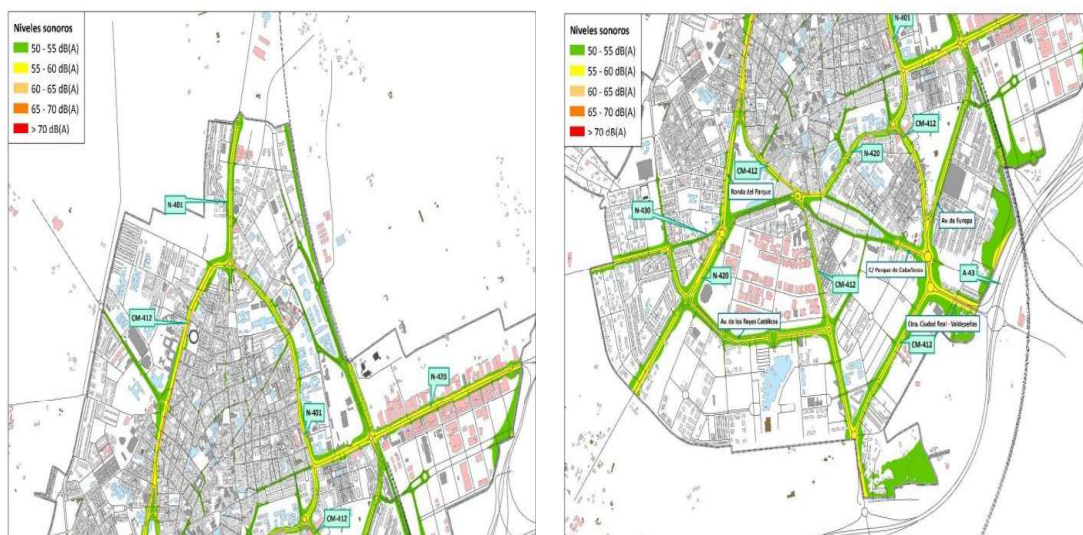 Niveles sonoros
50 - 55 dB(A)
55 - 60 dB(A)
60 - 65 dB(A)
65 - 70 dB(A)
> 70 dB(A)
N-401
CM-412
N-420
N-401
CM-412
Niveles sonoros
50 - 55 dB(A)
55 - 60 dB(A)
60 - 65 dB(A)
65 - 70 dB(A)
> 70 dB(A)
N-401
CM-412
N-420
CM-412
Ronda del Parque
N-430
Av. de Europa
C/ Parque de Cabañeros
A-43
N-420
CM-412
Av. de los Reyes Católicos
Ctra. Ciudad Real - Valdepeñas
CM-412